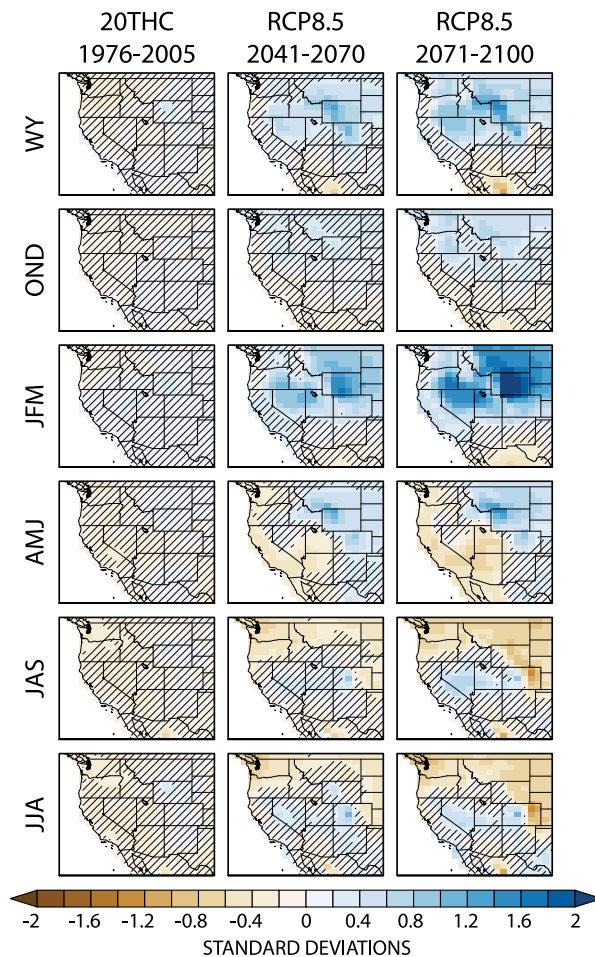 20THC RCP8.5 RCP8.5
1976-2005 2041-2070 2071-2100
WY
OND
JFM
AMJ
JAS
JJA
-2 -1.6 -1.2 -0.8 -0.4 0 0.4 0.8 1.2 1.6 2
STANDARD DEVIATIONS